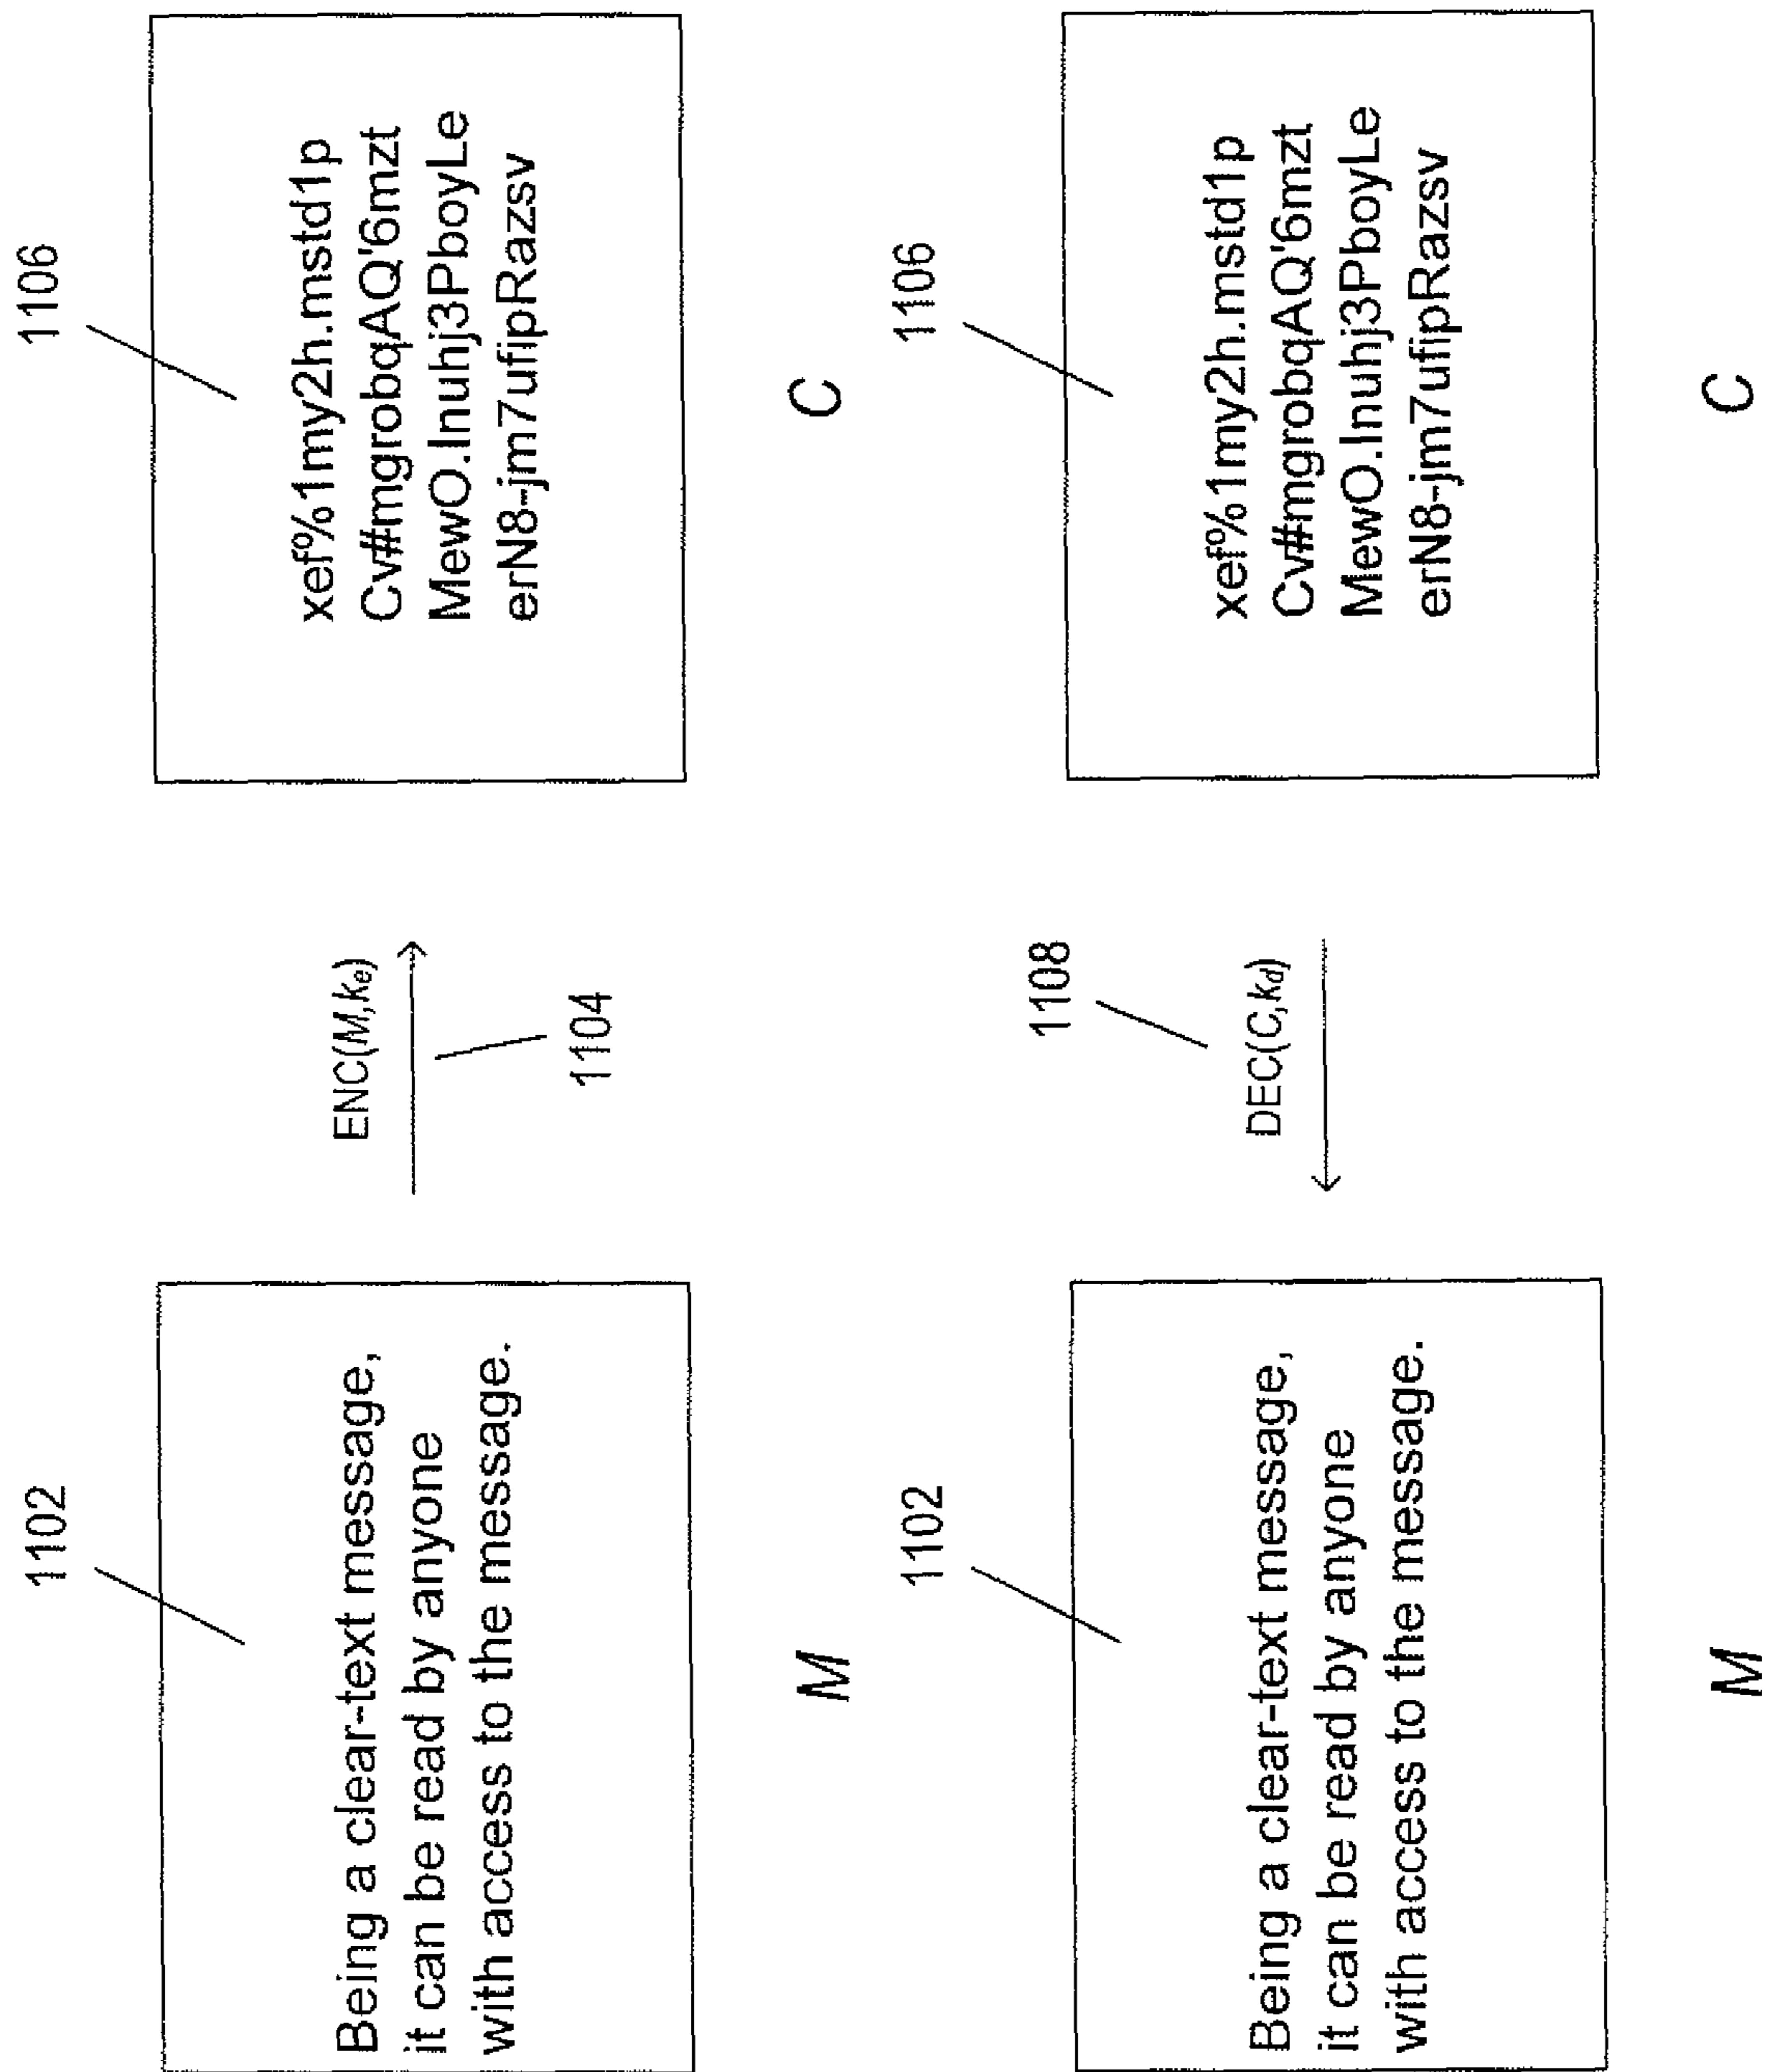 1102
Being a clear-text message,
it can be read by anyone
with access to the message.
M
ENC(M,ke)
1104
1106
xef%1my2h.mstd1p
Cv#mgrobqAQ'6mzt
MewO.Inuhj3PboyLe
erN8-jm7ufipRazsv
C
1102
Being a clear-text message,
it can be read by anyone
with access to the message.
M
1108
DEC(C,kd)
1106
xef%1my2h.mstd1p
Cv#mgrobqAQ'6mzt
MewO.Inuhj3PboyLe
erN8-jm7ufipRazsv
C